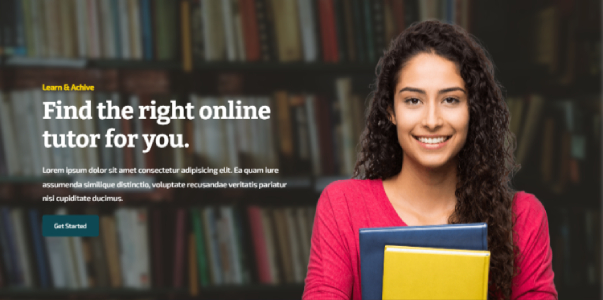 Learn & Achive
Find the right online
tutor for you.
Lorem ipsum dolor sit amet consectetur adipisicing elit. Ea quam iure
assumenda similique distinctio, voluptate recusandae veritatis pariatur
nisi cupiditate ducimus.
Get Started